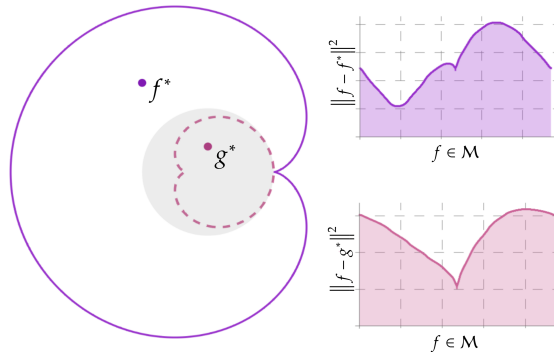 f*
g*
||f – f*||²
f ∈ M
||f – g*||²
f ∈ M